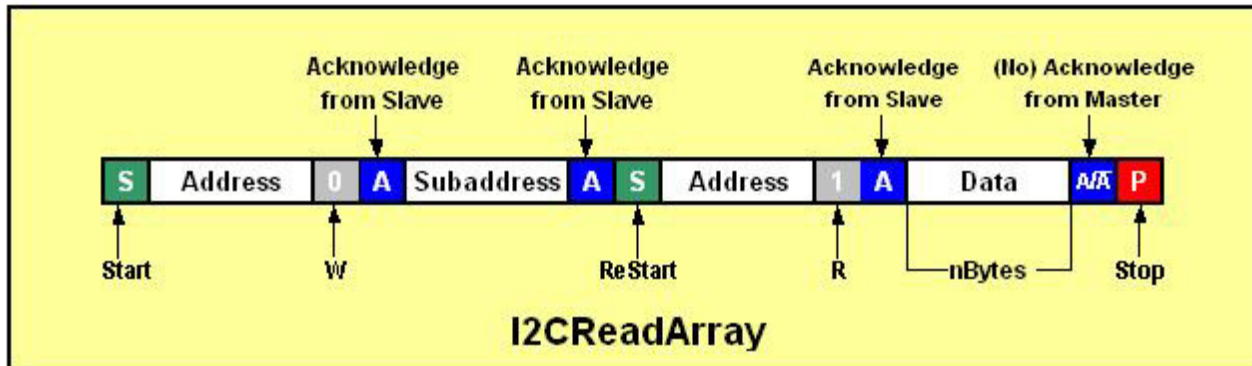 Acknowledge Acknowledge Acknowledge (No) Acknowledge
from Slave from Slave from Slave from Master
S Address 0 A Subaddress A S Address 1 A Data A/A̅ P
Start W ReStart R nBytes Stop
I2CReadArray